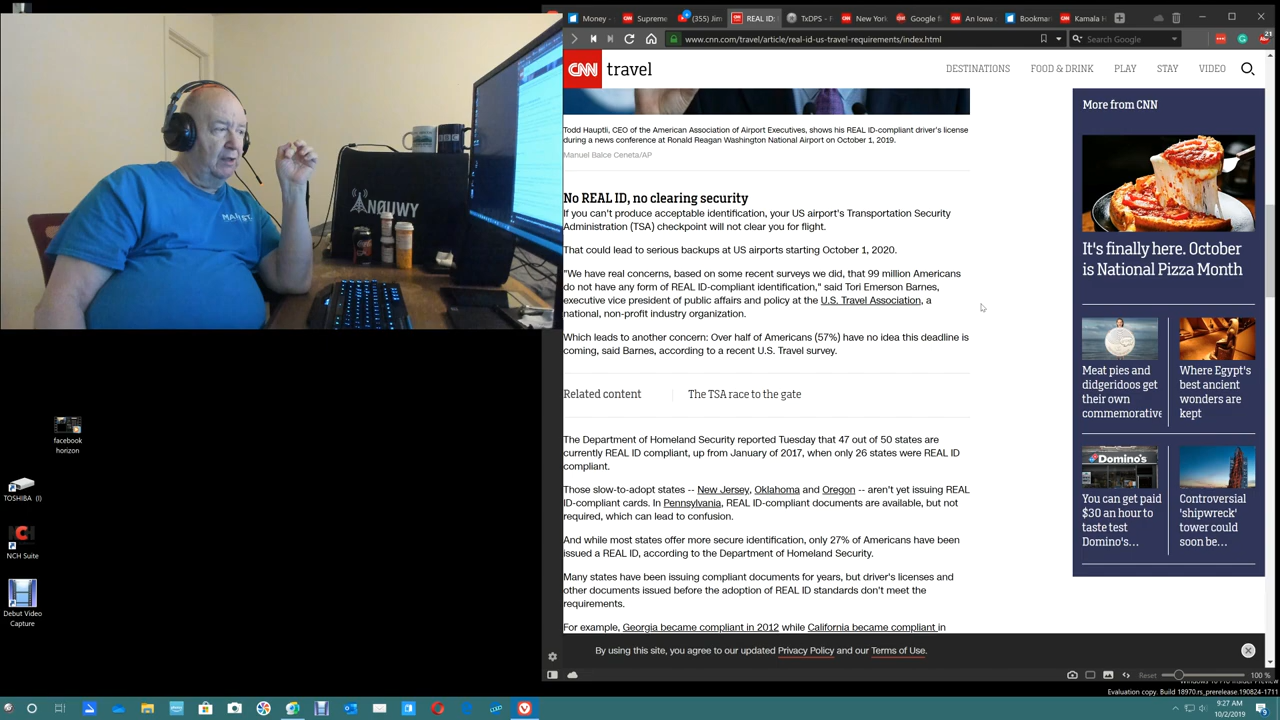 Money -
Suprem
(355) Jim
REAL ID:
TxDPS - F
New York
Google B
An Iowa
Bookmar
Kamala H
www.cnn.com/travel/article/real-id-us-travel-requirements/index.html
Search Google
21
CNN travel
DESTINATIONS FOOD & DRINK PLAY STAY VIDEO
Todd Hauptli, CEO of the American Association of Airport Executives, shows his REAL ID-compliant driver's license
during a news conference at Ronald Reagan Washington National Airport on October 1, 2019.
Manuel Balce Ceneta/AP
No REAL ID, no clearing security
If you can't produce acceptable identification, your US airport's Transportation Security
Administration (TSA) checkpoint will not clear you for flight.
That could lead to serious backups at US airports starting October 1, 2020.
"We have real concerns, based on some recent surveys we did, that 99 million Americans
do not have any form of REAL ID-compliant identification," said Tori Emerson Barnes,
executive vice president of public affairs and policy at the U.S. Travel Association, a
national, non-profit industry organization.
Which leads to another concern: Over half of Americans (57%) have no idea this deadline is
coming, said Barnes, according to a recent U.S. Travel survey.
Related content
The TSA race to the gate
The Department of Homeland Security reported Tuesday that 47 out of 50 states are
currently REAL ID compliant, up from January of 2017, when only 26 states were REAL ID
compliant.
Those slow-to-adopt states -- New Jersey, Oklahoma and Oregon -- aren't yet issuing REAL
ID-compliant cards. In Pennsylvania, REAL ID-compliant documents are available, but not
required, which can lead to confusion.
And while most states offer more secure identification, only 27% of Americans have been
issued a REAL ID, according to the Department of Homeland Security.
Many states have been issuing compliant documents for years, but driver's licenses and
other documents issued before the adoption of REAL ID standards don't meet the
requirements.
For example, Georgia became compliant in 2012 while California became compliant in
More from CNN
It's finally here. October
is National Pizza Month
Meat pies and
didgeridoos get
their own
commemorative
Where Egypt's
best ancient
wonders are
kept
Domino's
You can get paid
$30 an hour to
taste test
Domino's...
Controversial
'shipwreck'
tower could
soon be...
By using this site, you agree to our updated Privacy Policy and our Terms of Use.
Reset
100 %
Evaluation copy. Build 18970.rs_prerelease.190824-1711
facebook
horizon
TOSHIBA (I)
NCH
NCH Suite
Debut Video
Capture
9:27 AM
10/2/2019